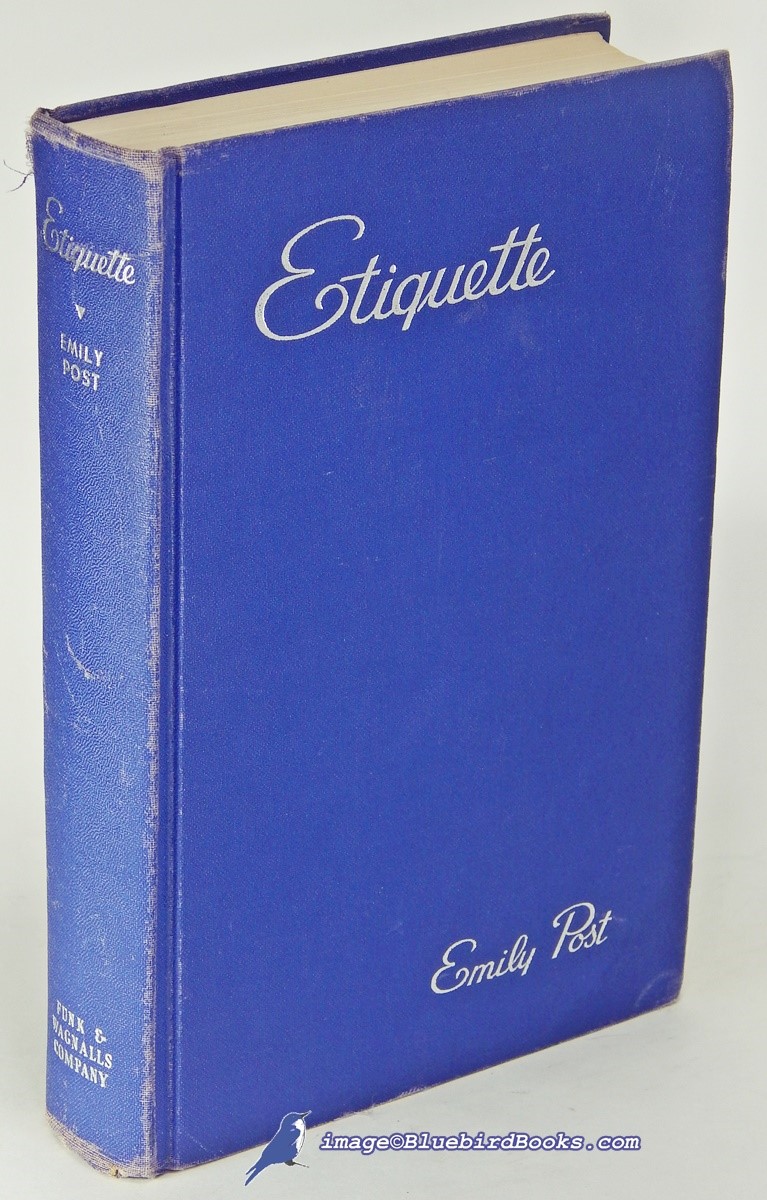 Etiquette
EMILY
POST
FUNK &
WAGNALLS
COMPANY
Etiquette
Emily Post
image©BluebirdBooks.com